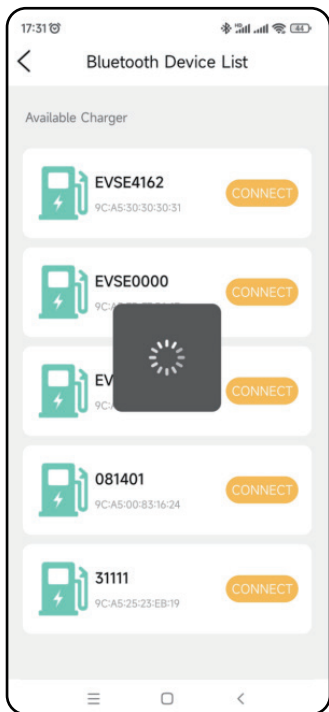 17:31
44
Bluetooth Device List
Available Charger
EVSE4162
9C:A5:30:30:30:31
CONNECT
EVSE0000
CONNECT
CONNECT
081401
9C:A5:00:83:16:24
CONNECT
31111
9C:A5:25:23:EB:19
CONNECT